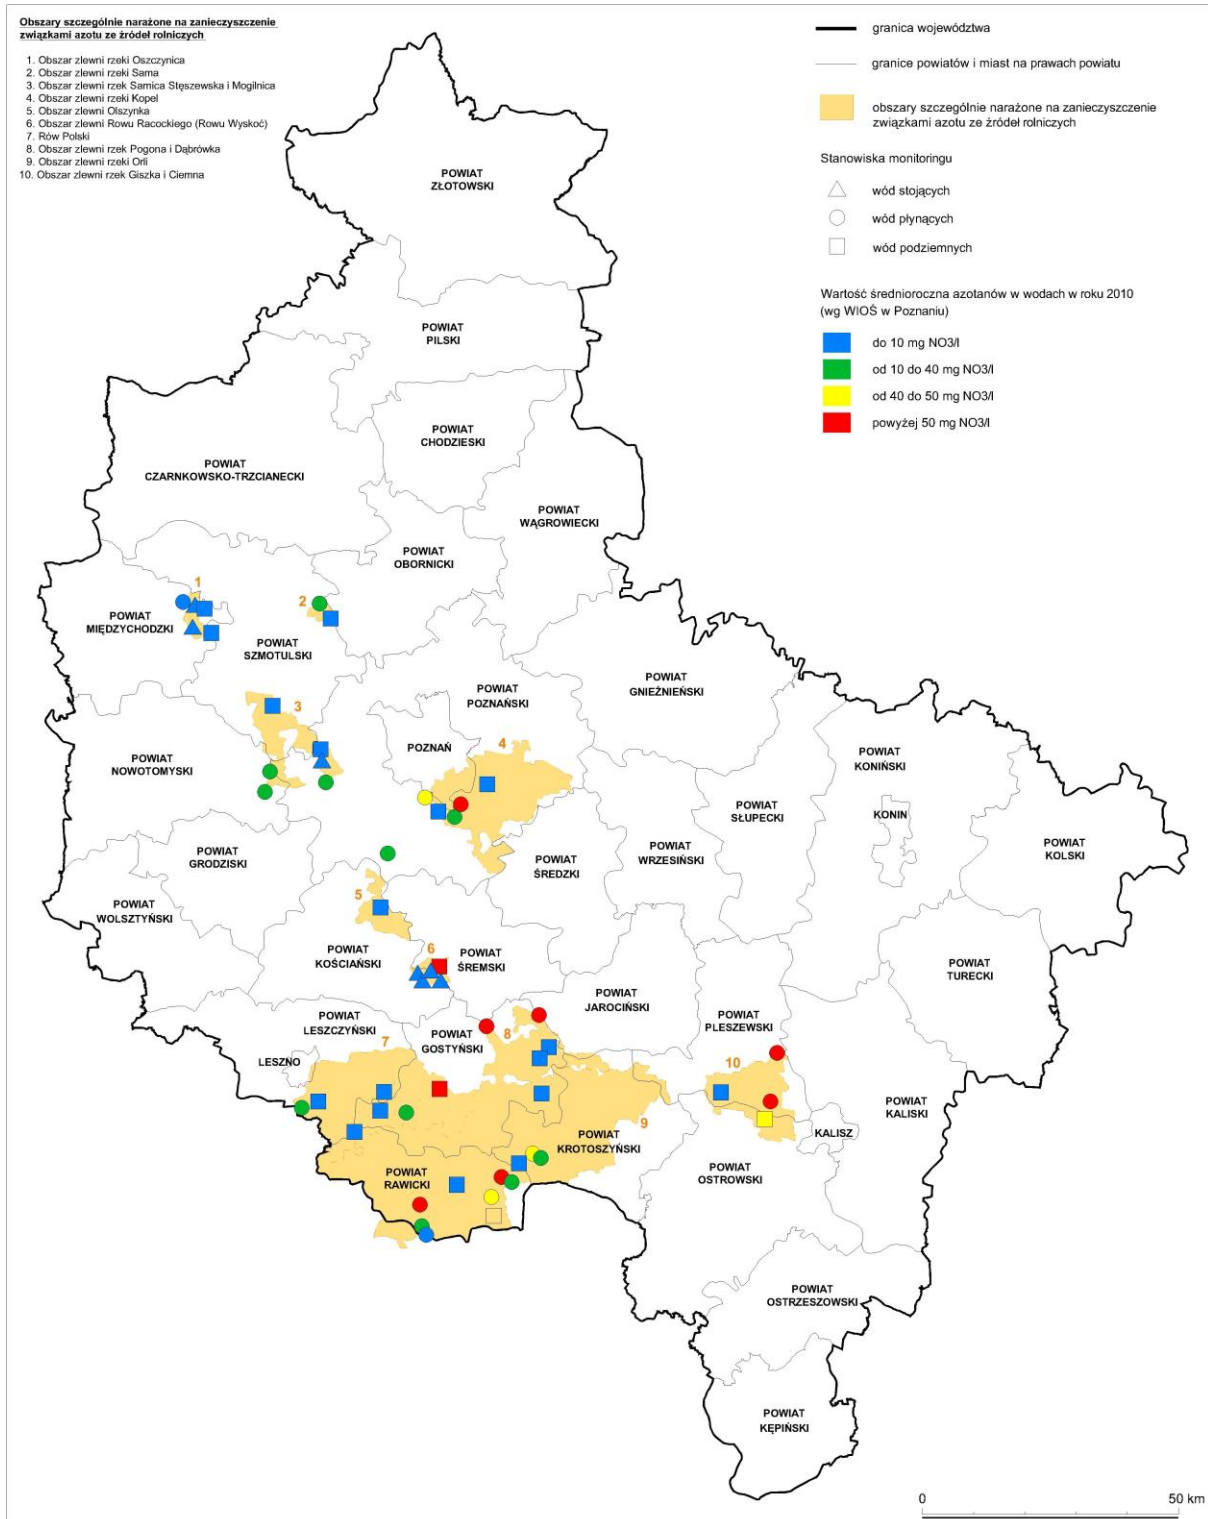 Obszary szczególnie narażone na zanieczyszczenie
związkami azotu ze źródeł rolniczych
1. Obszar zlewni rzeki Oszczynica
2. Obszar zlewni rzeki Sama
3. Obszar zlewni rzek Samica Stęszewska i Mogilnica
4. Obszar zlewni rzeki Kopel
5. Obszar zlewni Olszynka
6. Obszar zlewni Rowu Racockiego (Rowu Wyskoć)
7. Rów Polski
8. Obszar zlewni rzek Pogona i Dąbrówka
9. Obszar zlewni rzeki Orli
10. Obszar zlewni rzek Giszka i Ciemna
granica województwa
granice powiatów i miast na prawach powiatu
obszary szczególnie narażone na zanieczyszczenie
związkami azotu ze źródeł rolniczych
Stanowiska monitoringu
wód stojących
wód płynących
wód podziemnych
Wartość średnioroczna azotanów w wodach w roku 2010
(wg WIOŚ w Poznaniu)
do 10 mg NO3/l
od 10 do 40 mg NO3/l
od 40 do 50 mg NO3/l
powyżej 50 mg NO3/l
POWIAT
ZŁOTOWSKI
POWIAT
PILSKI
POWIAT
CHODZIESKI
POWIAT
CZARNKOWSKO-TRZCIANECKI
POWIAT
WĄGROWIECKI
POWIAT
OBORNICKI
1
2
POWIAT
MIĘDZYCHODZKI
POWIAT
SZMOTULSKI
POWIAT
GNIEŹNIEŃSKI
POWIAT
POZNAŃSKI
3
4
POZNAŃ
POWIAT
NOWOTOMYSKI
POWIAT
KONIŃSKI
POWIAT
SŁUPECKI
KONIN
POWIAT
KOLSKI
POWIAT
GRODZISKI
POWIAT
ŚREDZKI
POWIAT
WRZESIŃSKI
5
POWIAT
WOLSZTYŃSKI
POWIAT
KOŚCIAŃSKI
6
POWIAT
ŚREMSKI
POWIAT
TURECKI
POWIAT
JAROCIŃSKI
POWIAT
LESZCZYŃSKI
POWIAT
PLESZEWSKI
7
POWIAT
GOSTYŃSKI
8
LESZNO
10
POWIAT
KALISKI
9
POWIAT
KROTOSZYŃSKI
KALISZ
POWIAT
RAWICKI
POWIAT
OSTROWSKI
POWIAT
OSTRZESZOWSKI
POWIAT
KĘPIŃSKI
0
50 km